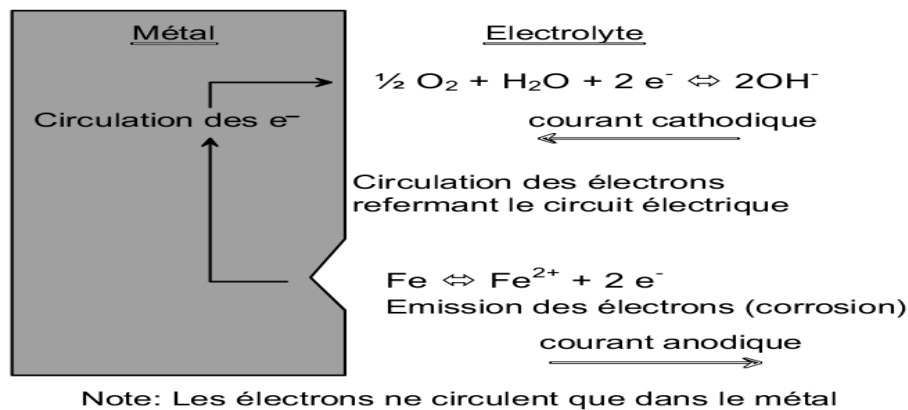 Métal
Electrolyte
½ O₂ + H₂O + 2 e⁻ ⇔ 2OH⁻
Circulation des e⁻
courant cathodique
Circulation des électrons
refermant le circuit électrique
Fe ⇔ Fe²⁺ + 2 e⁻
Emission des électrons (corrosion)
courant anodique
Note: Les électrons ne circulent que dans le métal